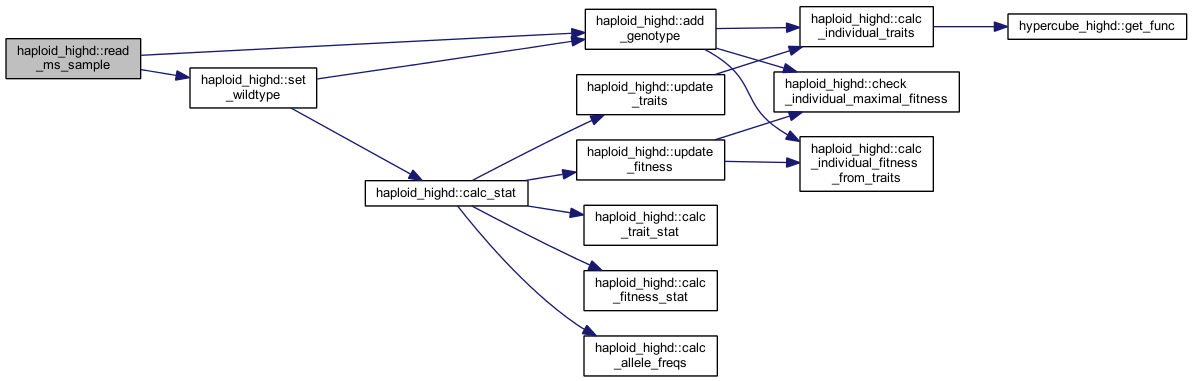 haploid_highd::read
_ms_sample
haploid_highd::set
_wildtype
haploid_highd::calc_stat
haploid_highd::add
_genotype
haploid_highd::update
_traits
haploid_highd::update
_fitness
haploid_highd::calc
_trait_stat
haploid_highd::calc
_fitness_stat
haploid_highd::calc
_allele_freqs
haploid_highd::calc
_individual_traits
haploid_highd::check
_individual_maximal_fitness
haploid_highd::calc
_individual_fitness
_from_traits
hypercube_highd::get_func